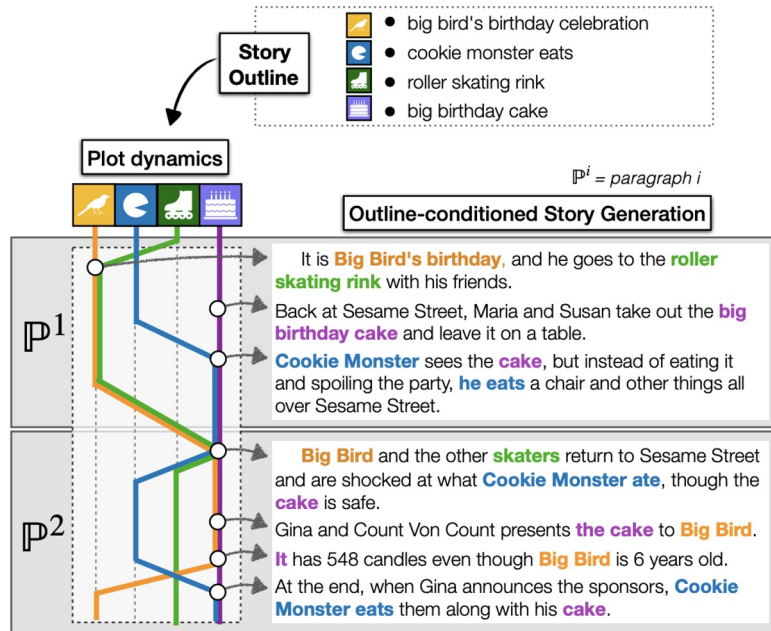 Story
Outline
• big bird's birthday celebration
• cookie monster eats
• roller skating rink
• big birthday cake
Plot dynamics
ℙⁱ = paragraph i
Outline-conditioned Story Generation
ℙ¹
It is Big Bird's birthday, and he goes to the roller
skating rink with his friends.
Back at Sesame Street, Maria and Susan take out the big
birthday cake and leave it on a table.
Cookie Monster sees the cake, but instead of eating it
and spoiling the party, he eats a chair and other things all
over Sesame Street.
ℙ²
Big Bird and the other skaters return to Sesame Street
and are shocked at what Cookie Monster ate, though the
cake is safe.
Gina and Count Von Count presents the cake to Big Bird.
It has 548 candles even though Big Bird is 6 years old.
At the end, when Gina announces the sponsors, Cookie
Monster eats them along with his cake.